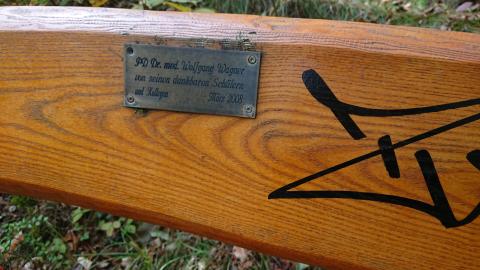 PD Dr. med. Wolfgang Wagner
von seinen dankbaren Schülern
und Kollegen März 2008